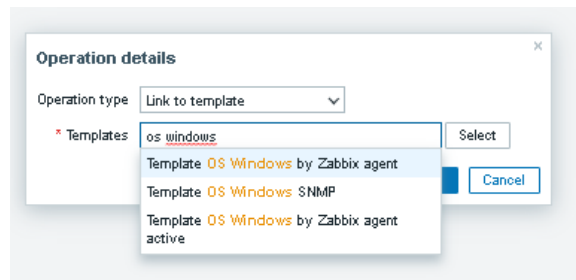 Operation details
×
Operation type Link to template
* Templates os windows Select
Template OS Windows by Zabbix agent
Template OS Windows SNMP
Template OS Windows by Zabbix agent
active
Cancel